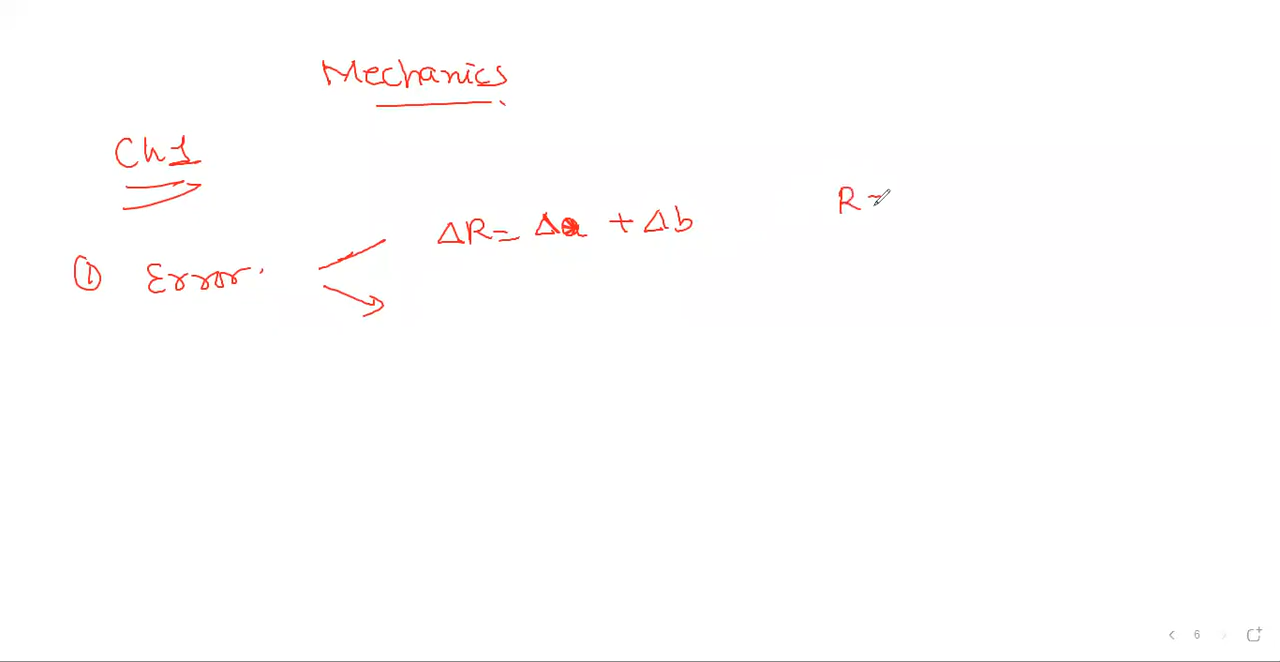 Mechanics
Ch 1
ΔR = Δa + Δb
R =
① Error.
6